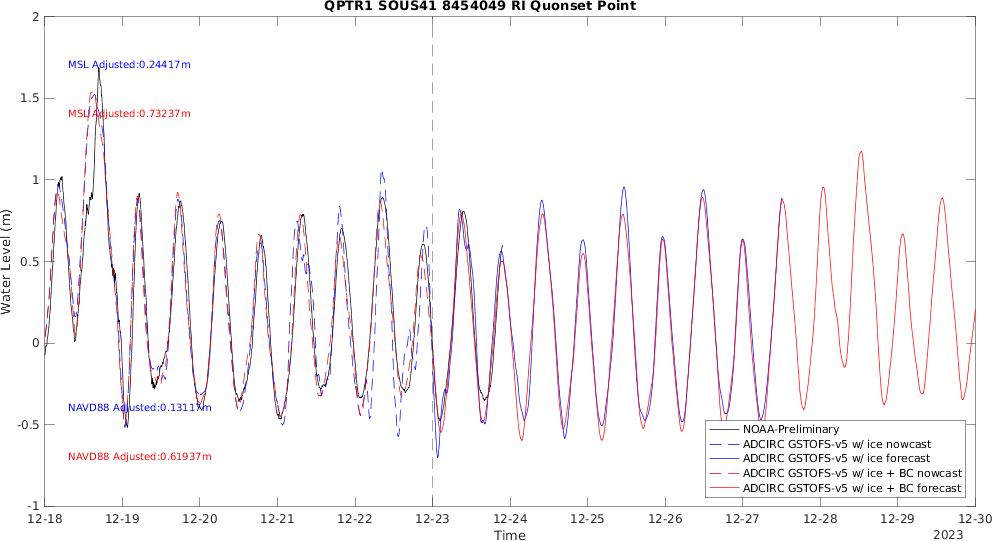 QPTR1 SOUS41 8454049 RI Quonset Point
2
1.5
1
0.5
0
-0.5
-1
Water Level (m)
MSL Adjusted:0.24417m
MSL Adjusted:0.73237m
NAVD88 Adjusted:0.13117m
NAVD88 Adjusted:0.61937m
NOAA-Preliminary
ADCIRC GSTOFS-v5 w/ ice nowcast
ADCIRC GSTOFS-v5 w/ ice forecast
ADCIRC GSTOFS-v5 w/ ice + BC nowcast
ADCIRC GSTOFS-v5 w/ ice + BC forecast
12-18 12-19 12-20 12-21 12-22 12-23 12-24 12-25 12-26 12-27 12-28 12-29 12-30
Time
2023